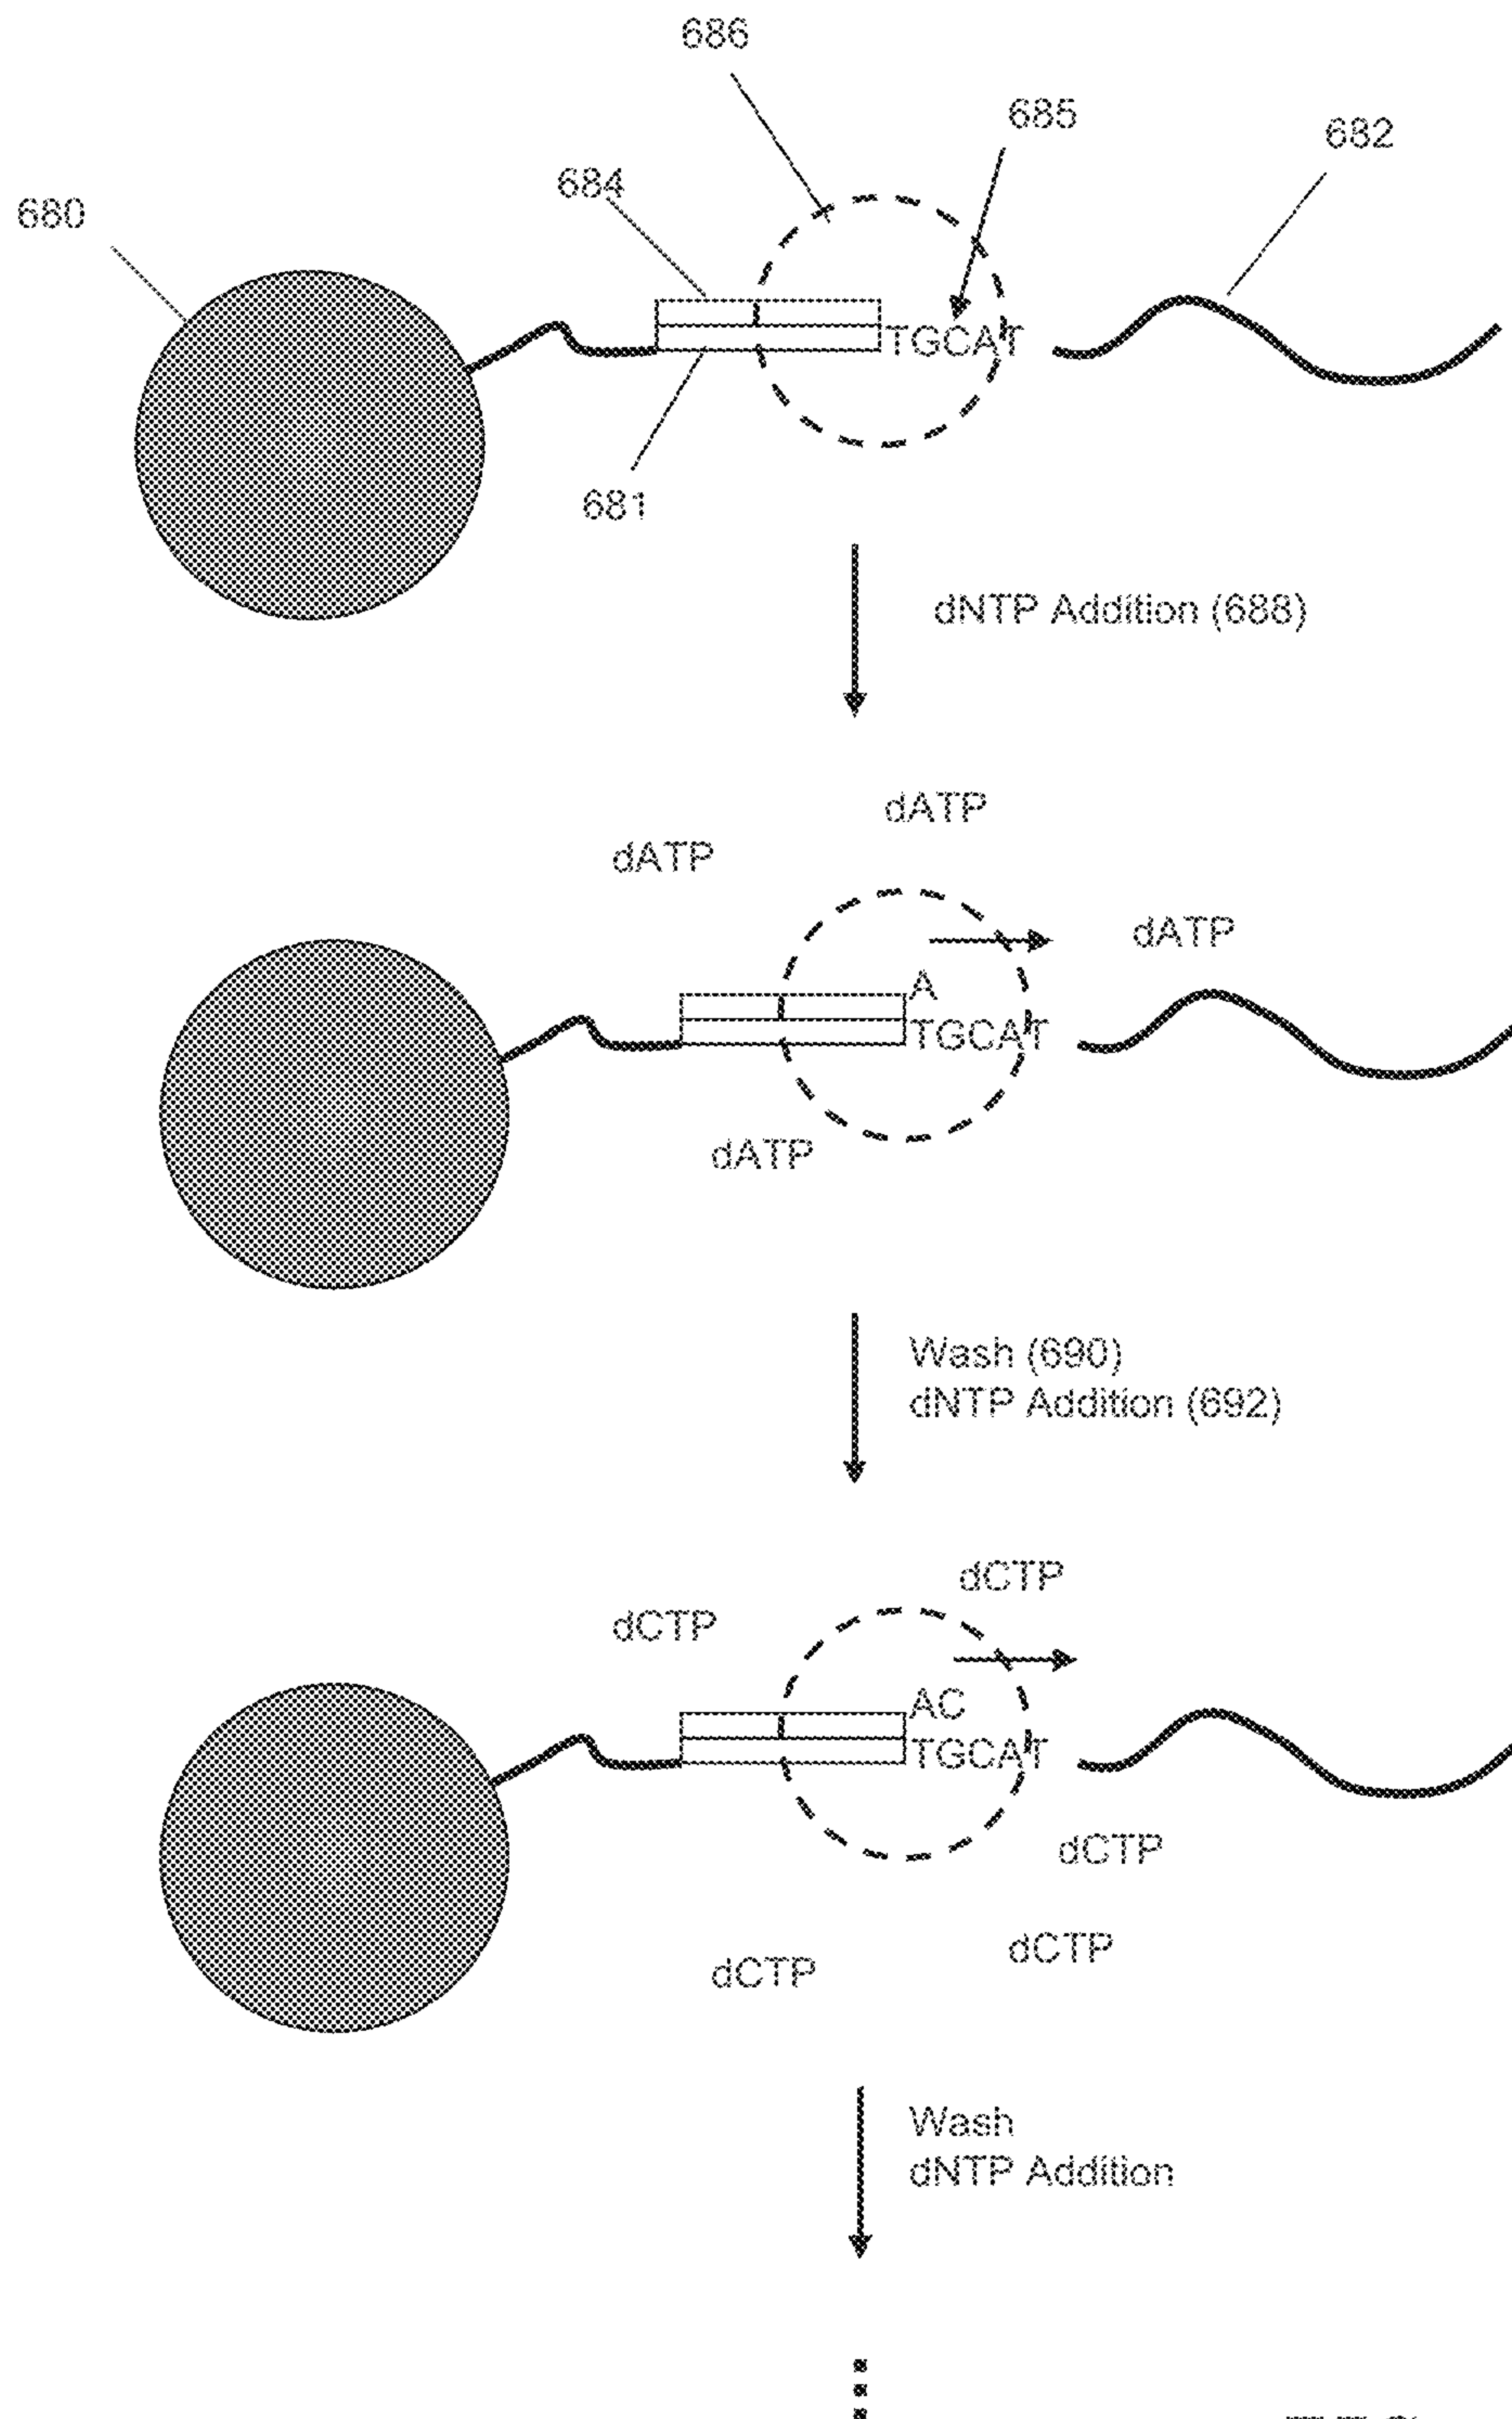 686
685
682
684
680
TGCAT
681
dNTP Addition (688)
dATP
dATP
dATP
A
TGCAT
dATP
Wash (690)
dNTP Addition (692)
dCTP
dCTP
AC
TGCAT
dCTP
dCTP
dCTP
Wash
dNTP Addition